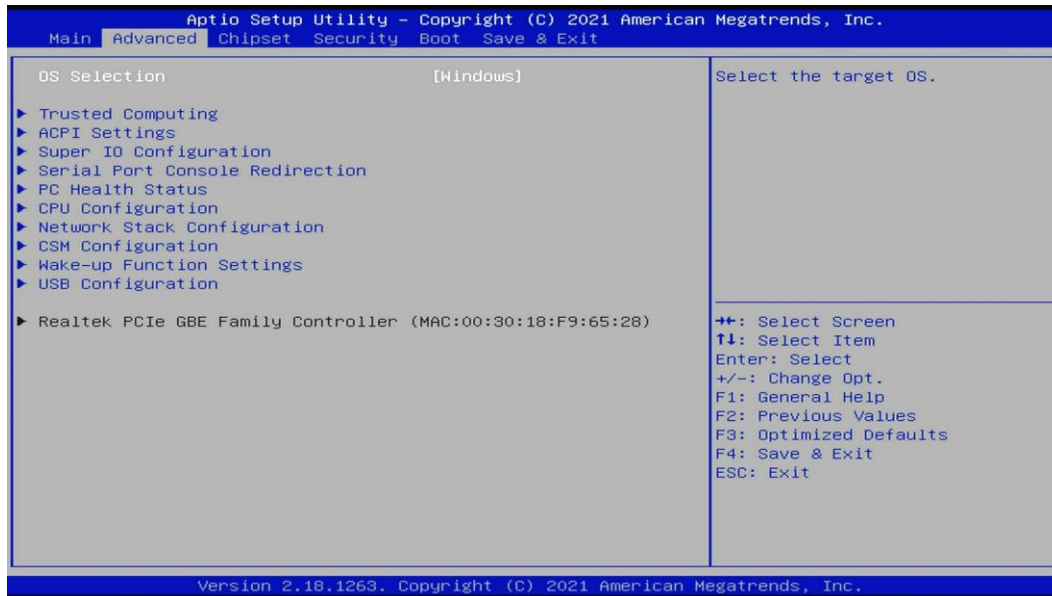 Aptio Setup Utility – Copyright (C) 2021 American Megatrends, Inc.
Main Advanced Chipset Security Boot Save & Exit
OS Selection [Windows]
Trusted Computing
ACPI Settings
Super IO Configuration
Serial Port Console Redirection
PC Health Status
CPU Configuration
Network Stack Configuration
CSM Configuration
Wake-up Function Settings
USB Configuration
Realtek PCIe GBE Family Controller (MAC:00:30:18:F9:65:28)
Select the target OS.
→←: Select Screen
↑↓: Select Item
Enter: Select
+/-: Change Opt.
F1: General Help
F2: Previous Values
F3: Optimized Defaults
F4: Save & Exit
ESC: Exit
Version 2.18.1263. Copyright (C) 2021 American Megatrends, Inc.